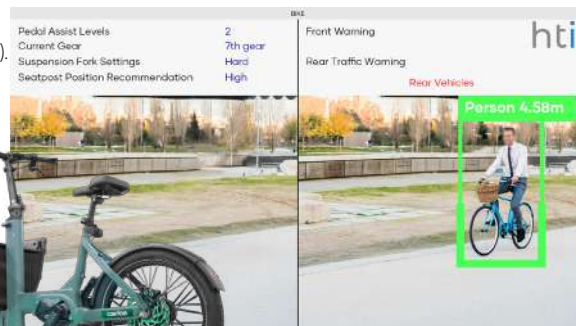 BIKE
).
Pedal Assist Levels 2
Current Gear 7th gear
Suspension Fork Settings Hard
Seatpost Position Recommendation High
Front Warning
hti
Rear Traffic Warning
Rear Vehicles
Person 4.58m